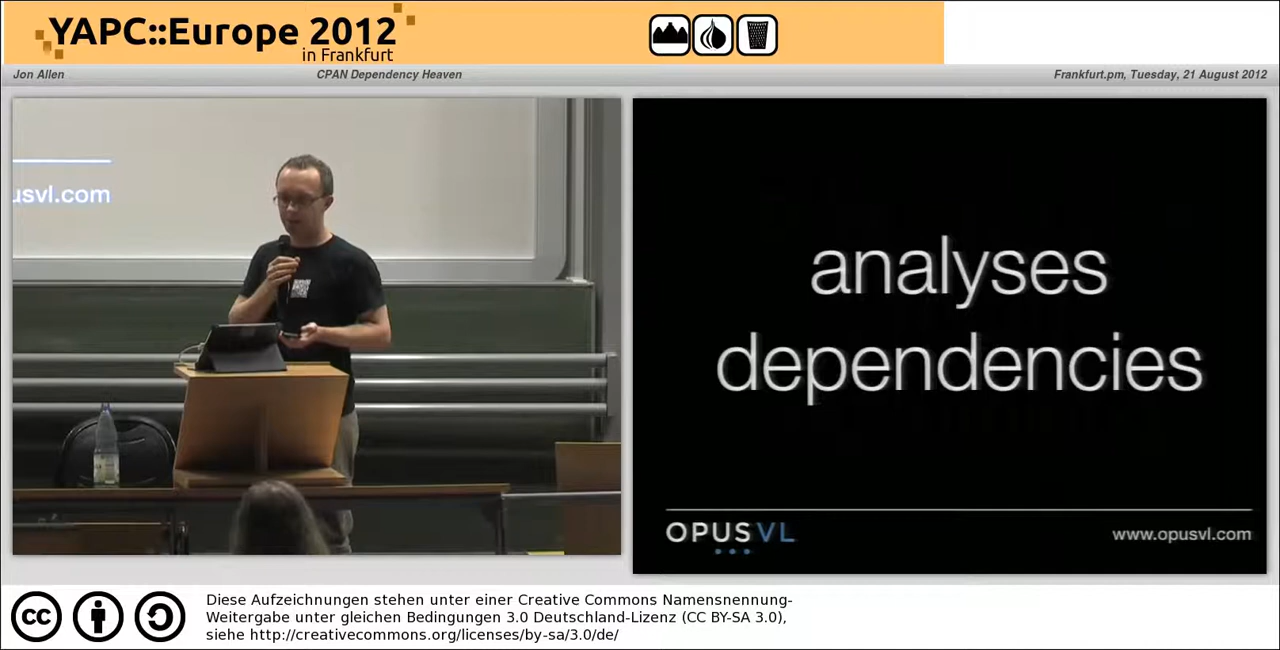 YAPC::Europe 2012
in Frankfurt
Jon Allen
CPAN Dependency Heaven
Frankfurt.pm, Tuesday, 21 August 2012
usvl.com
analyses
dependencies
OPUSVL
www.opusvl.com
cc
Diese Aufzeichnungen stehen unter einer Creative Commons Namensnennung-
Weitergabe unter gleichen Bedingungen 3.0 Deutschland-Lizenz (CC BY-SA 3.0),
siehe http://creativecommons.org/licenses/by-sa/3.0/de/